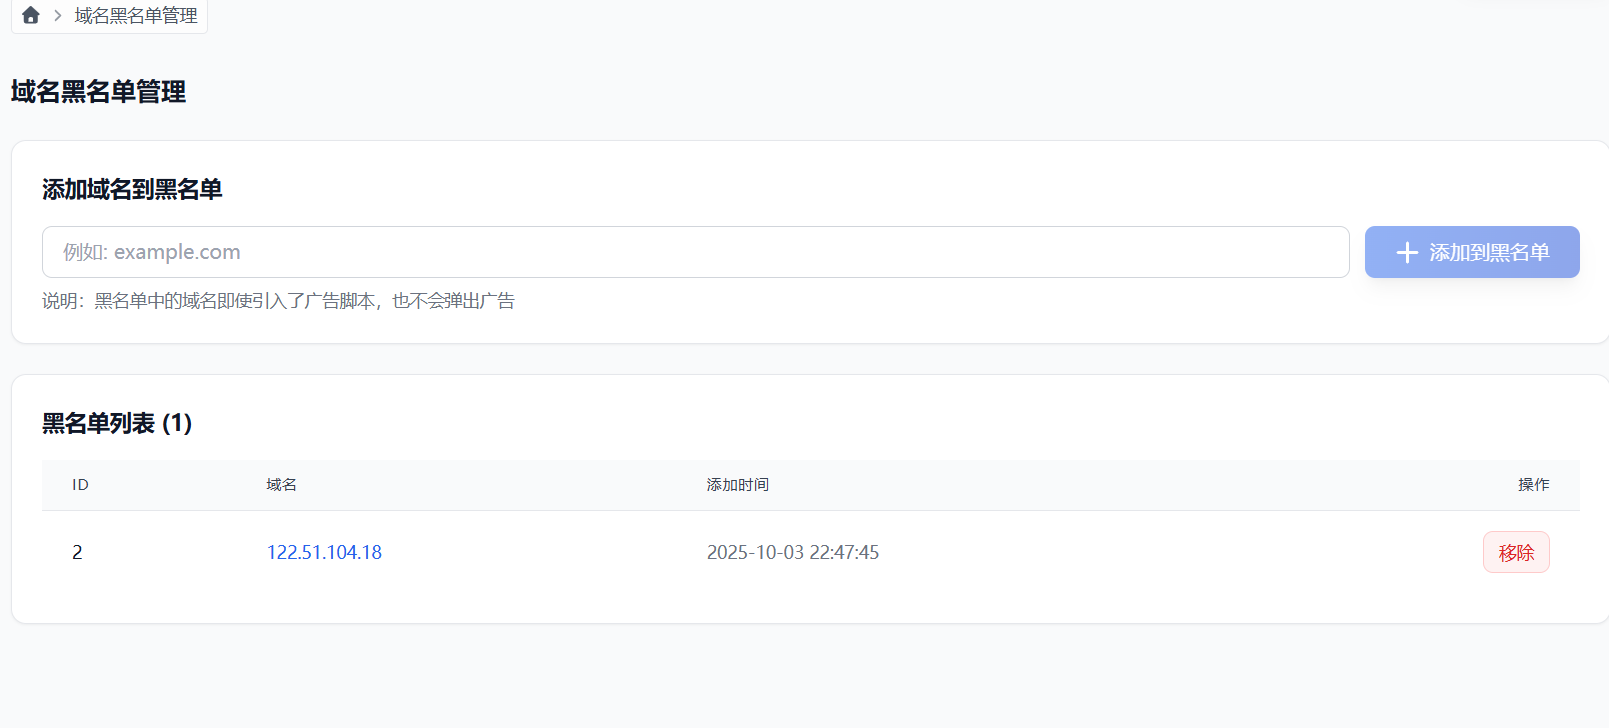 域名黑名单管理
域名黑名单管理
添加域名到黑名单
例如: example.com
添加到黑名单
说明：黑名单中的域名即使引入了广告脚本，也不会弹出广告
黑名单列表 (1)
ID 域名 添加时间 操作
2 122.51.104.18 2025-10-03 22:47:45 移除